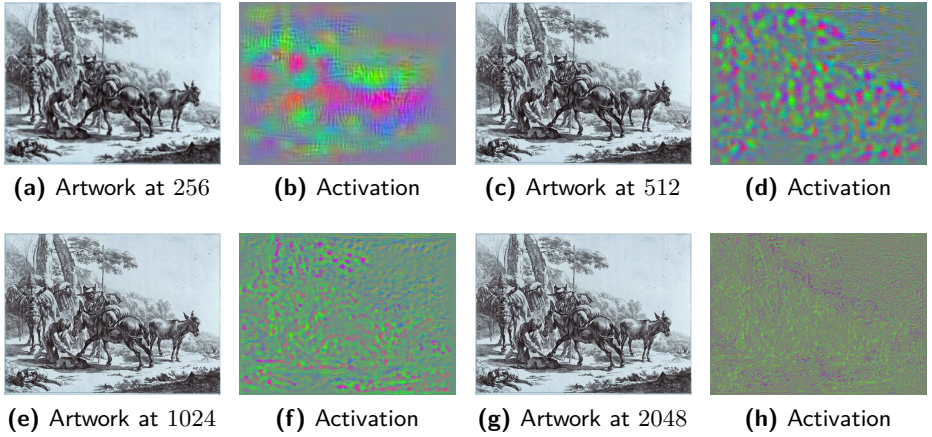 (a) Artwork at 256
(b) Activation
(c) Artwork at 512
(d) Activation
(e) Artwork at 1024
(f) Activation
(g) Artwork at 2048
(h) Activation